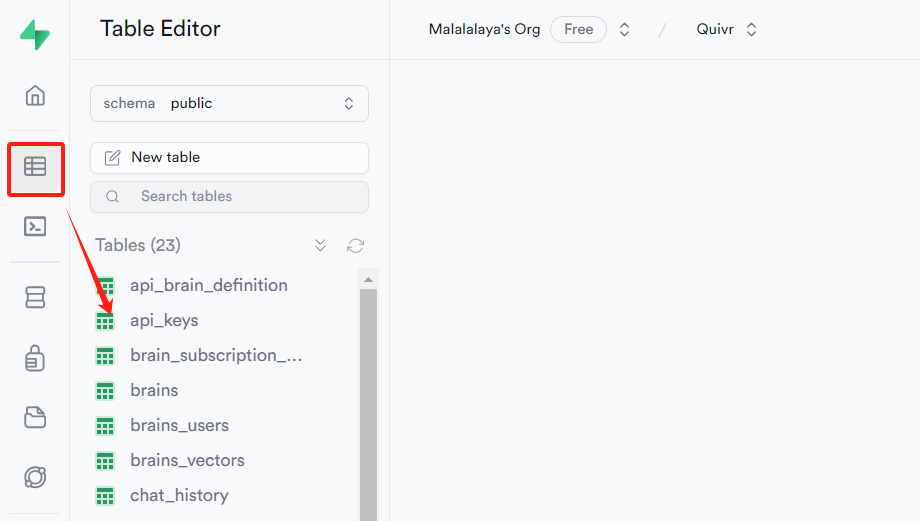 Table Editor
Malalalaya's Org Free / Quivr
schema public
New table
Search tables
Tables (23)
api_brain_definition
api_keys
brain_subscription_...
brains
brains_users
brains_vectors
chat_history